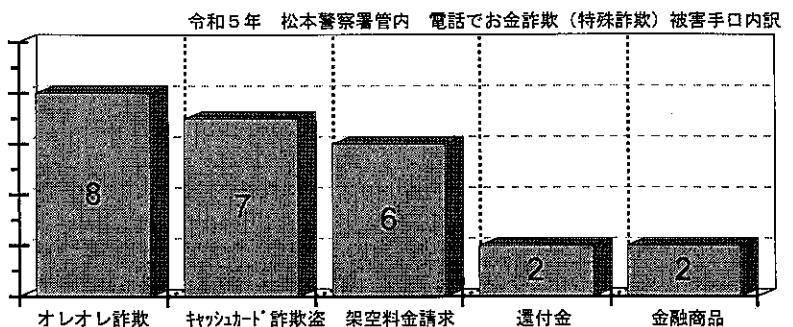 令和5年 松本警察署管内 電話でお金詐欺（特殊詐欺）被害手口内訳
8
7
6
2
2
オレオレ詐欺
ｷｬｯｼｭｶｰﾄﾞ詐欺盗
架空料金請求
還付金
金融商品